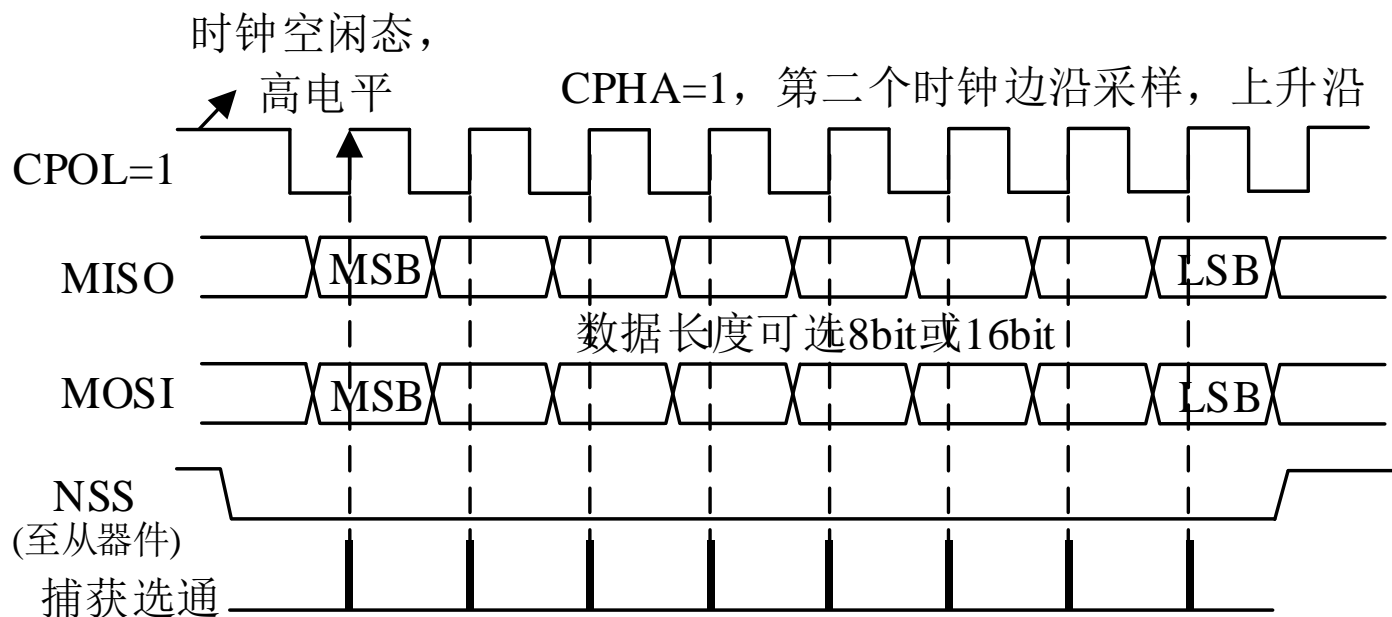 时钟空闲态，
高电平
CPHA=1，第二个时钟边沿采样，上升沿
CPOL=1
MISO
MSB
LSB
数据长度可选8bit或16bit
MOSI
MSB
LSB
NSS
(至从器件)
捕获选通